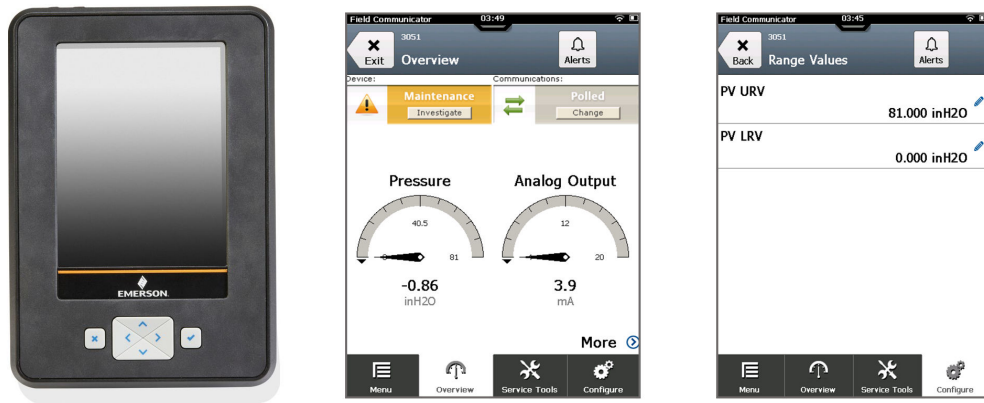 EMERSON
Field Communicator 03:49
3051
Exit Overview Alerts
Device: Communications:
Maintenance Polled
Investigate Change
Pressure Analog Output
40.5 12
0 81 20
-0.86 3.9
inH2O mA
More
Menu Overview Service Tools Configure
Field Communicator 03:45
3051
Back Range Values Alerts
PV URV
81.000 inH2O
PV LRV
0.000 inH2O
Menu Overview Service Tools Configure